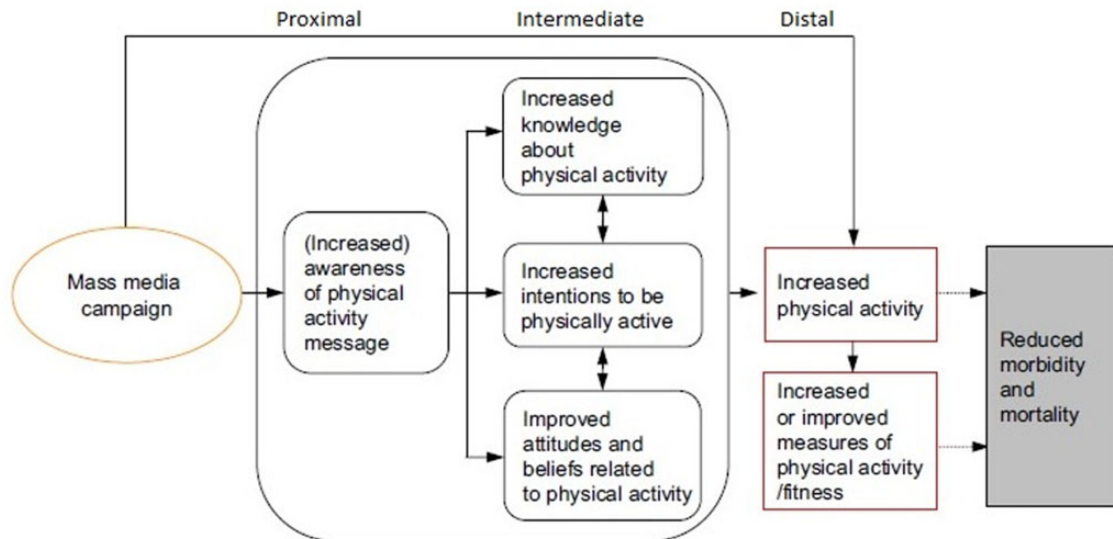 Proximal Intermediate Distal
Mass media
campaign
(Increased)
awareness
of physical
activity
message
Increased
knowledge
about
physical activity
Increased
intentions to be
physically active
Improved
attitudes and
beliefs related
to physical activity
Increased
physical activity
Increased
or improved
measures of
physical activity
/fitness
Reduced
morbidity
and
mortality